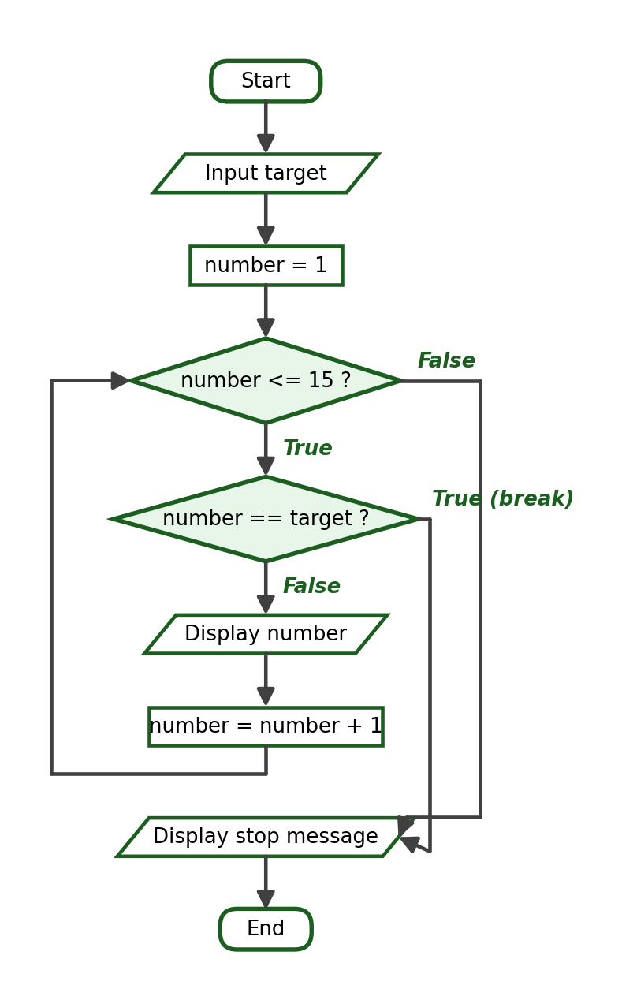 Start
Input target
number = 1
number <= 15 ?
False
True
number == target ?
True (break)
False
Display number
number = number + 1
Display stop message
End